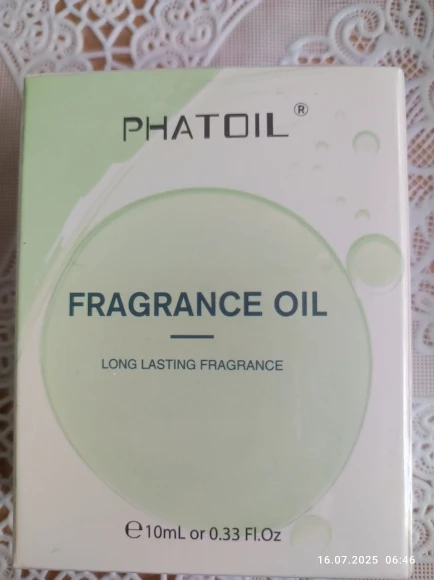 PHATOIL®
FRAGRANCE OIL
LONG LASTING FRAGRANCE
℮10mL or 0.33 Fl.Oz
16.07.2025 06:46